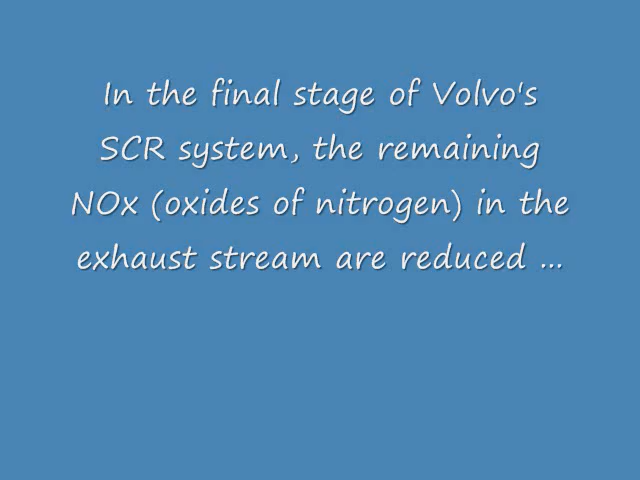 In the final stage of Volvo's
SCR system, the remaining
NOx (oxides of nitrogen) in the
exhaust stream are reduced ...